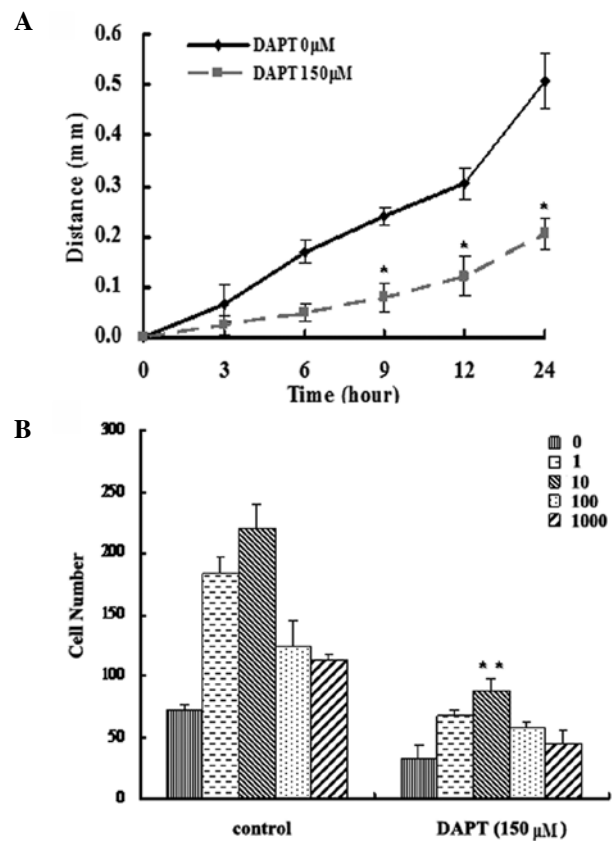 A
DAPT 0µM
DAPT 150µM
0.6
0.5
0.4
0.3
0.2
0.1
0.0
Distance (mm)
* * *
0 3 6 9 12 24
Time (hour)
B
300
250
200
150
100
50
0
Cell Number
0
1
10
100
1000
* *
control DAPT (150 µM)